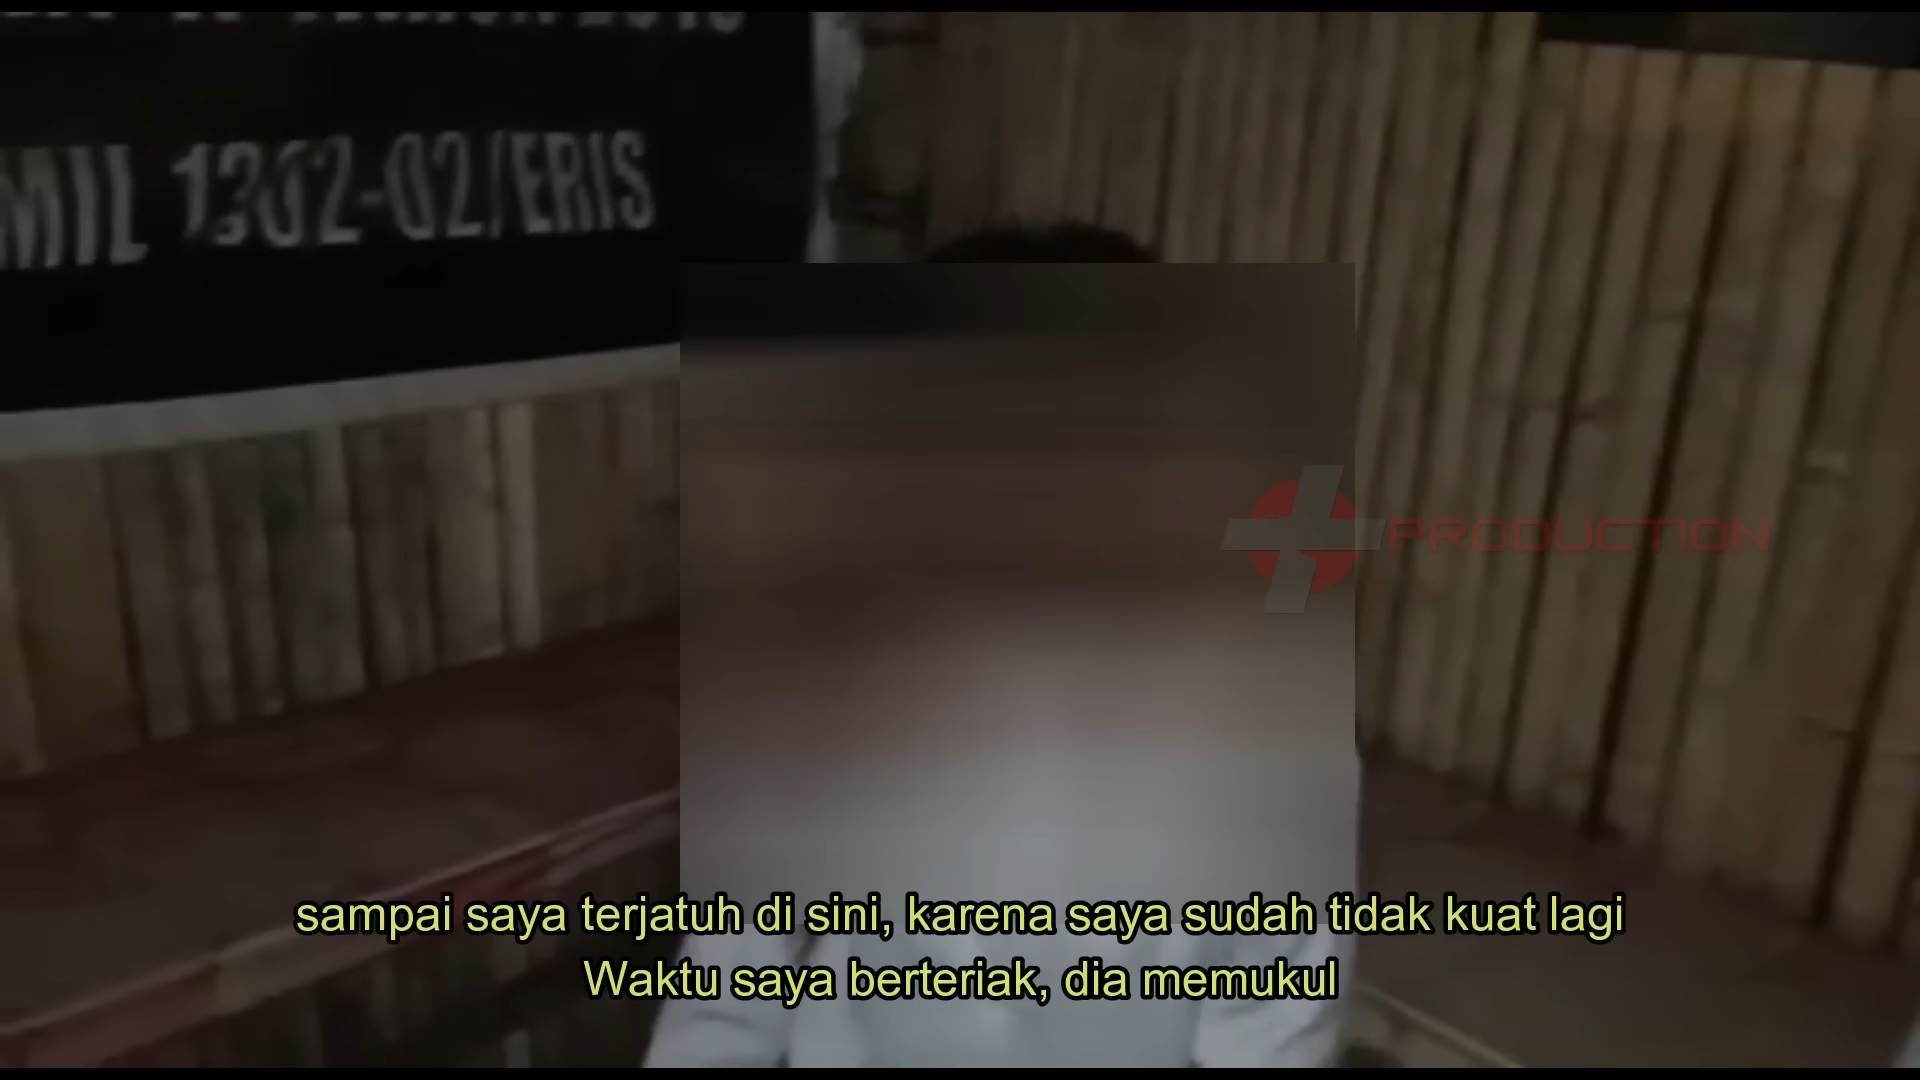 MIL 1302-02/ERIS
PRODUCTION
sampai saya terjatuh di sini, karena saya sudah tidak kuat lagi
Waktu saya berteriak, dia memukul